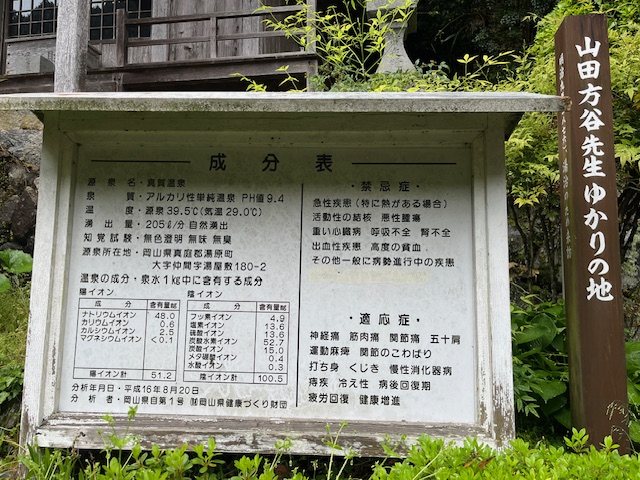 成分表
源泉名・真賀温泉
泉質・アルカリ性単純温泉 PH値9.4
温度・源泉39.5℃(気温29.0℃)
湧出量・205ℓ/分 自然湧出
知覚試験・無色澄明 無味 無臭
源泉所在地・岡山県真庭郡湯原町
大字仲間字湯屋敷180-2
温泉の成分・泉水1kg中に含有する成分
陽イオン
成分 含有量㎎
ナトリウムイオン 48.0
カリウムイオン 0.6
カルシウムイオン 2.5
マグネシウムイオン <0.1
陽イオン計 51.2
陰イオン
成分 含有量㎎
フッ素イオン 4.9
塩素イオン 13.6
硫酸イオン 13.6
炭酸水素イオン 52.7
炭酸イオン 15.0
メタ硼酸イオン 0.4
水酸イオン 0.3
陰イオン計 100.5
分析年月日・平成16年8月20日
分析者・岡山県自第1号 ㈶岡山県健康づくり財団
・禁忌症・
急性疾患(特に熱がある場合)
活動性の結核 悪性腫瘍
重い心臓病 呼吸不全 腎不全
出血性疾患 高度の貧血
その他一般に病勢進行中の疾患
・適応症・
神経痛 筋肉痛 関節痛 五十肩
運動麻痺 関節のこわばり
打ち身 くじき 慢性消化器病
痔疾 冷え性 病後回復期
疲労回復 健康増進
山田方谷先生ゆかりの地